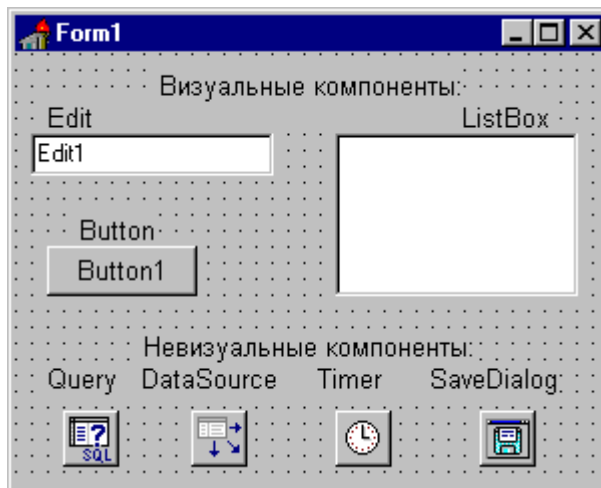 Form1
Визуальные компоненты:
Edit ListBox
Edit1
Button
Button1
Невизуальные компоненты:
Query DataSource Timer SaveDialog
SQL